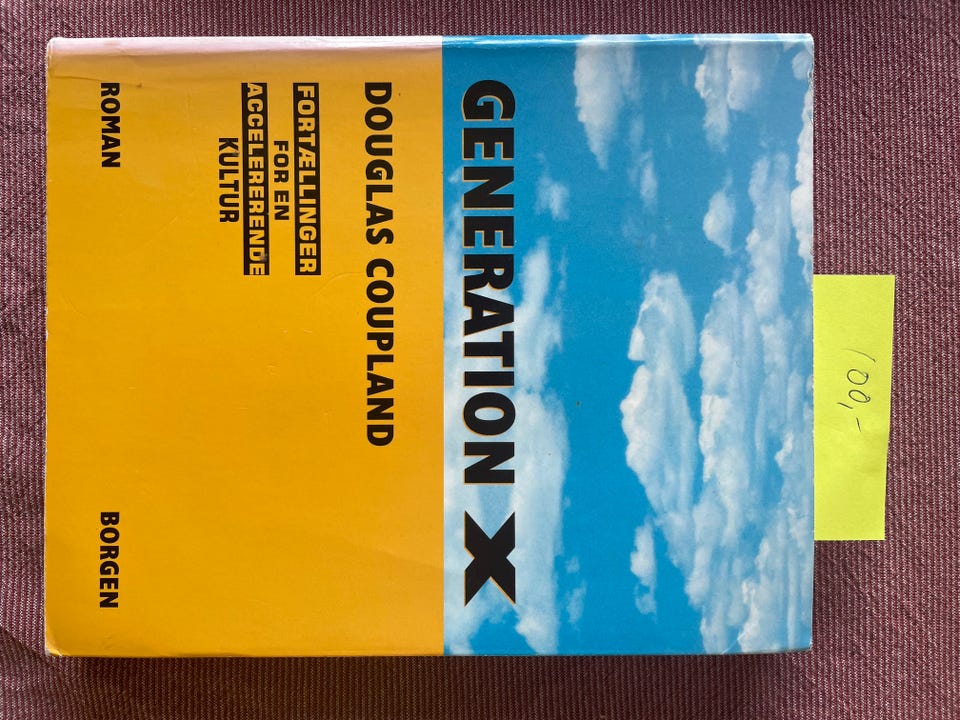 100,-
GENERATION X
DOUGLAS COUPLAND
FORTÆLLINGER
FOR EN
ACCELERERENDE
KULTUR
ROMAN
BORGEN